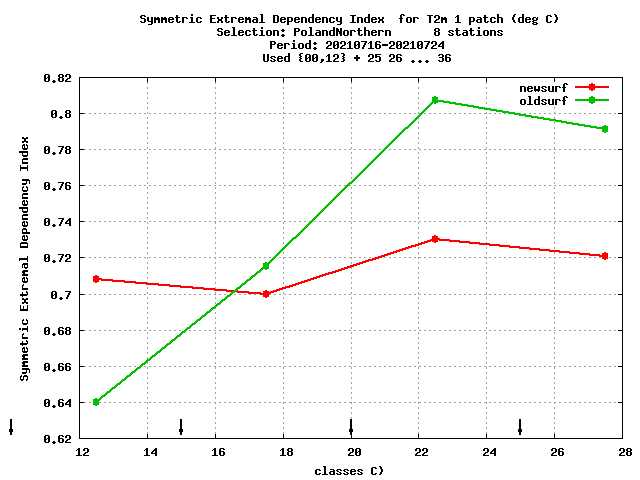 Symmetric Extremal Dependency Index  for T2m 1 patch (deg C)
Selection: PolandNorthern      8 stations
Period: 20210716-20210724
Used {00,12} + 25 26 ... 36
newsurf
oldsurf
Symmetric Extremal Dependency Index
0.82
0.8
0.78
0.76
0.74
0.72
0.7
0.68
0.66
0.64
0.62
12 14 16 18 20 22 24 26 28
classes C)